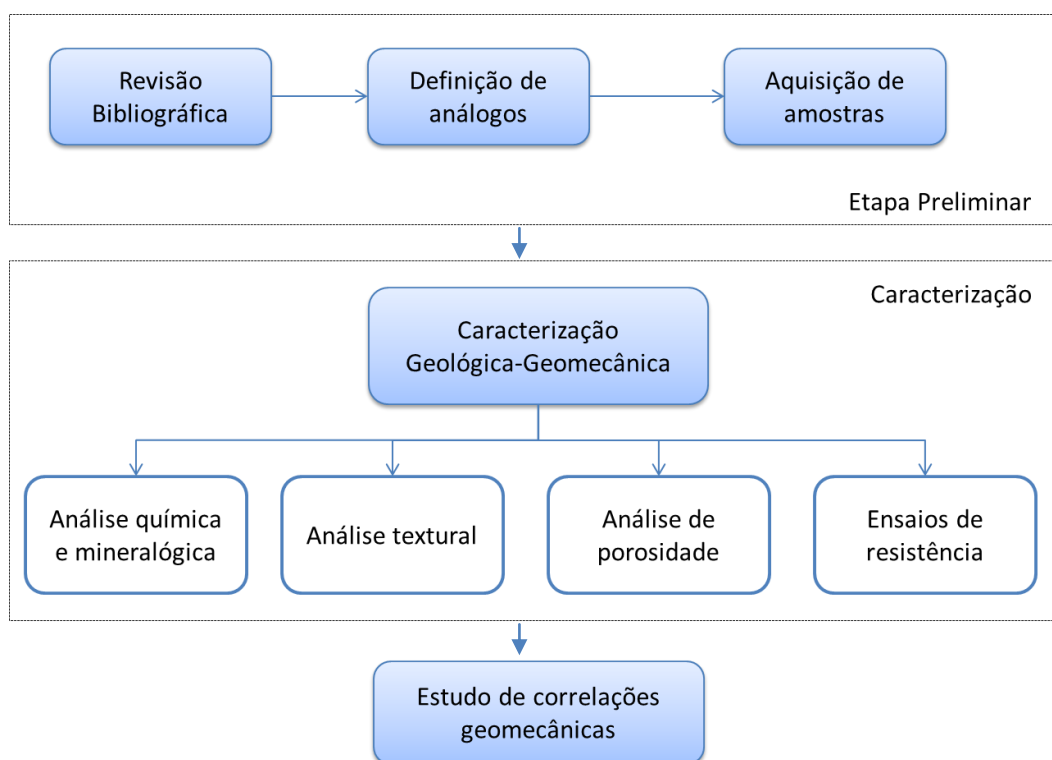 Revisão
Bibliográfica
Definição de
análogos
Aquisição de
amostras
Etapa Preliminar
Caracterização
Caracterização
Geológica-Geomecânica
Análise química
e mineralógica
Análise textural
Análise de
porosidade
Ensaios de
resistência
Estudo de correlações
geomecânicas